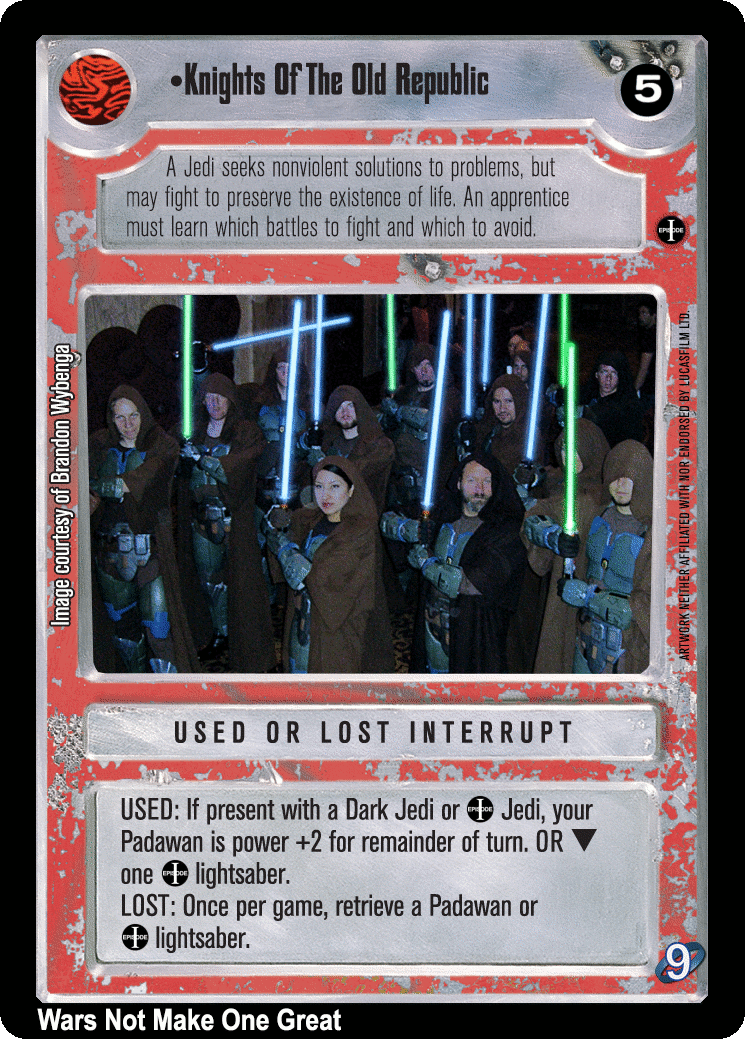 •Knights Of The Old Republic
5
A Jedi seeks nonviolent solutions to problems, but
may fight to preserve the existence of life. An apprentice
must learn which battles to fight and which to avoid.
EPISODE I
Image courtesy of Brandon Wybenga
ARTWORK NEITHER AFFILIATED WITH NOR ENDORSED BY LUCASFILM LTD.
USED OR LOST INTERRUPT
USED: If present with a Dark Jedi or EPISODE I Jedi, your
Padawan is power +2 for remainder of turn. OR ▼
one EPISODE I lightsaber.
LOST: Once per game, retrieve a Padawan or
EPISODE I lightsaber.
9
Wars Not Make One Great